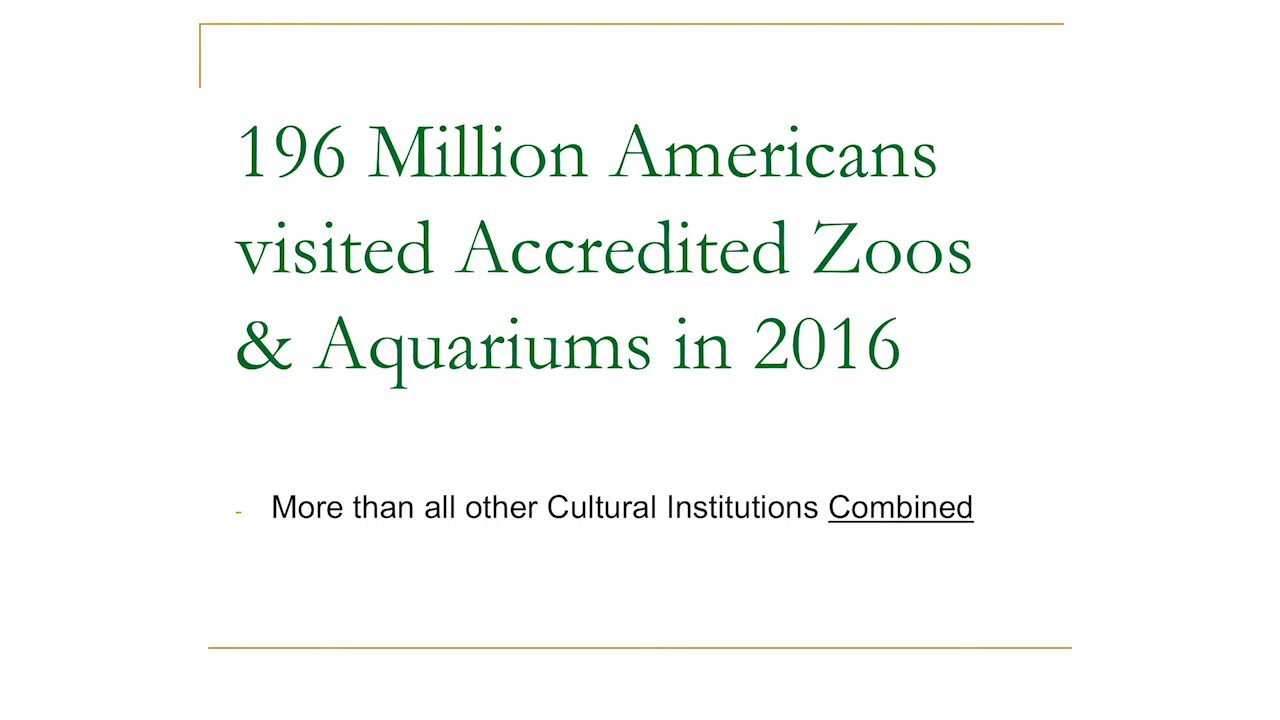 196 Million Americans
visited Accredited Zoos
& Aquariums in 2016
- More than all other Cultural Institutions Combined